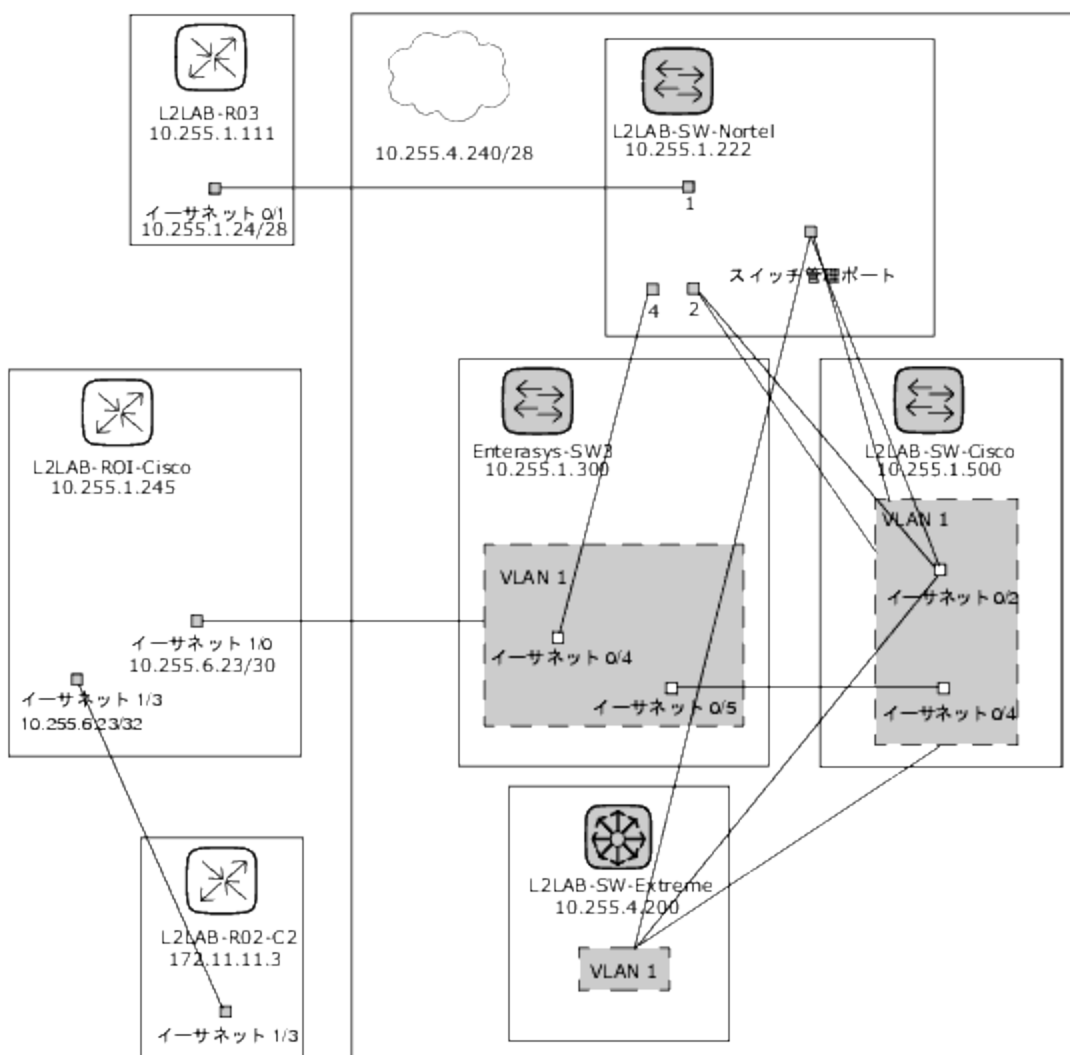 L2LAB-R03
10.255.1.111
イーサネット 0/1
10.255.1.24/28
10.255.4.240/28
L2LAB-SW-Nortel
10.255.1.222
1
スイッチ管理ポート
4
2
L2LAB-ROI-Cisco
10.255.1.245
イーサネット 1/0
10.255.6.23/30
イーサネット 1/3
10.255.6.23/32
Enterasys-SW3
10.255.1.300
VLAN 1
イーサネット 0/4
イーサネット 0/5
L2LAB-SW-Cisco
10.255.1.500
VLAN 1
イーサネット 0/2
イーサネット 0/4
L2LAB-SW-Extreme
10.255.4.200
VLAN 1
L2LAB-R02-C2
172.11.11.3
イーサネット 1/3